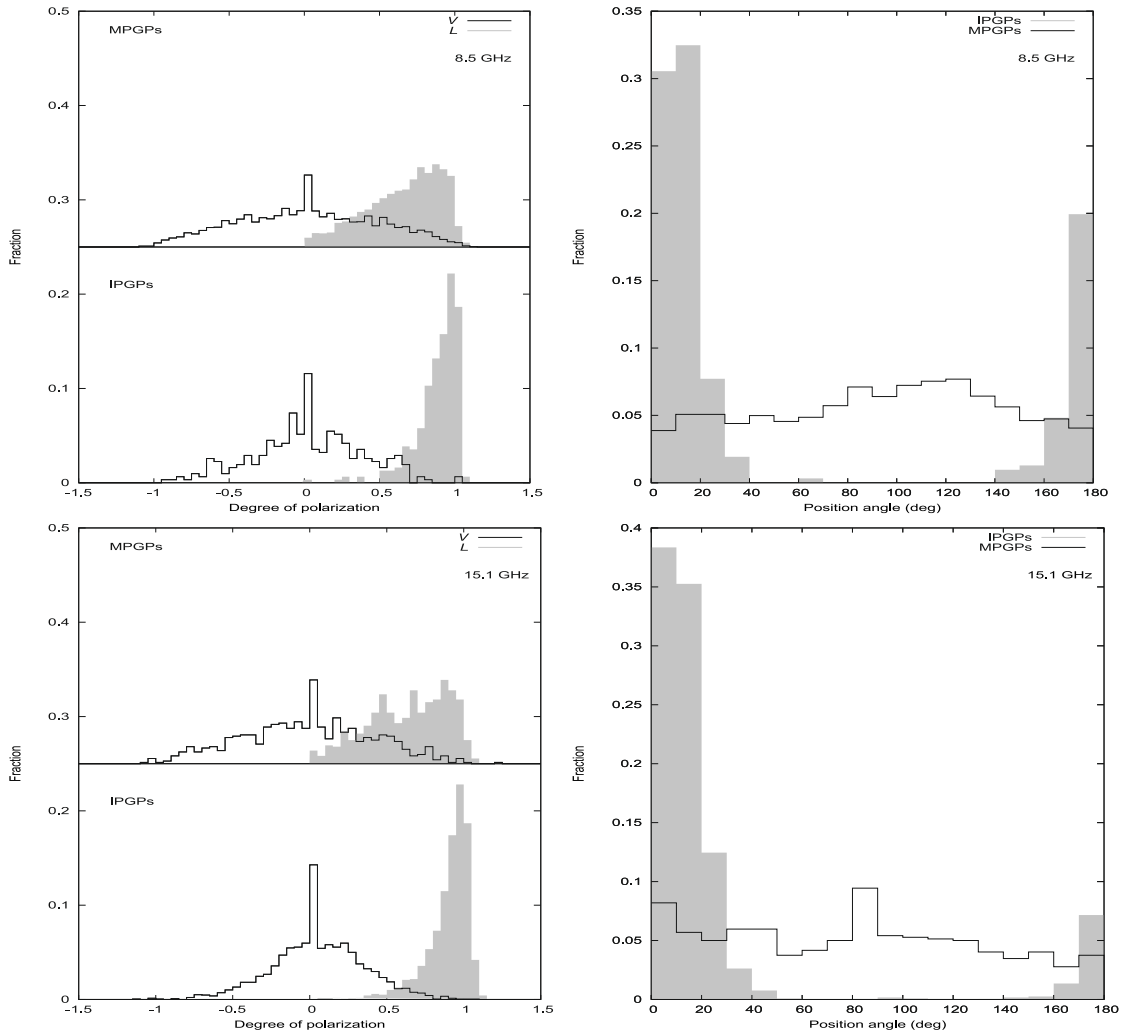 0.5
MPGPs
V
L
8.5 GHz
0.4
0.3
Fraction
IPGPs
0.2
0.1
0
−1.5 −1 −0.5 0 0.5 1 1.5
Degree of polarization
0.35
IPGPs
MPGPs
8.5 GHz
0.3
0.25
0.2
Fraction
0.15
0.1
0.05
0
0 20 40 60 80 100 120 140 160 180
Position angle (deg)
0.5
MPGPs
V
L
15.1 GHz
0.4
0.3
Fraction
IPGPs
0.2
0.1
0
−1.5 −1 −0.5 0 0.5 1 1.5
Degree of polarization
0.4
IPGPs
MPGPs
15.1 GHz
0.35
0.3
0.25
Fraction
0.2
0.15
0.1
0.05
0
0 20 40 60 80 100 120 140 160 180
Position angle (deg)